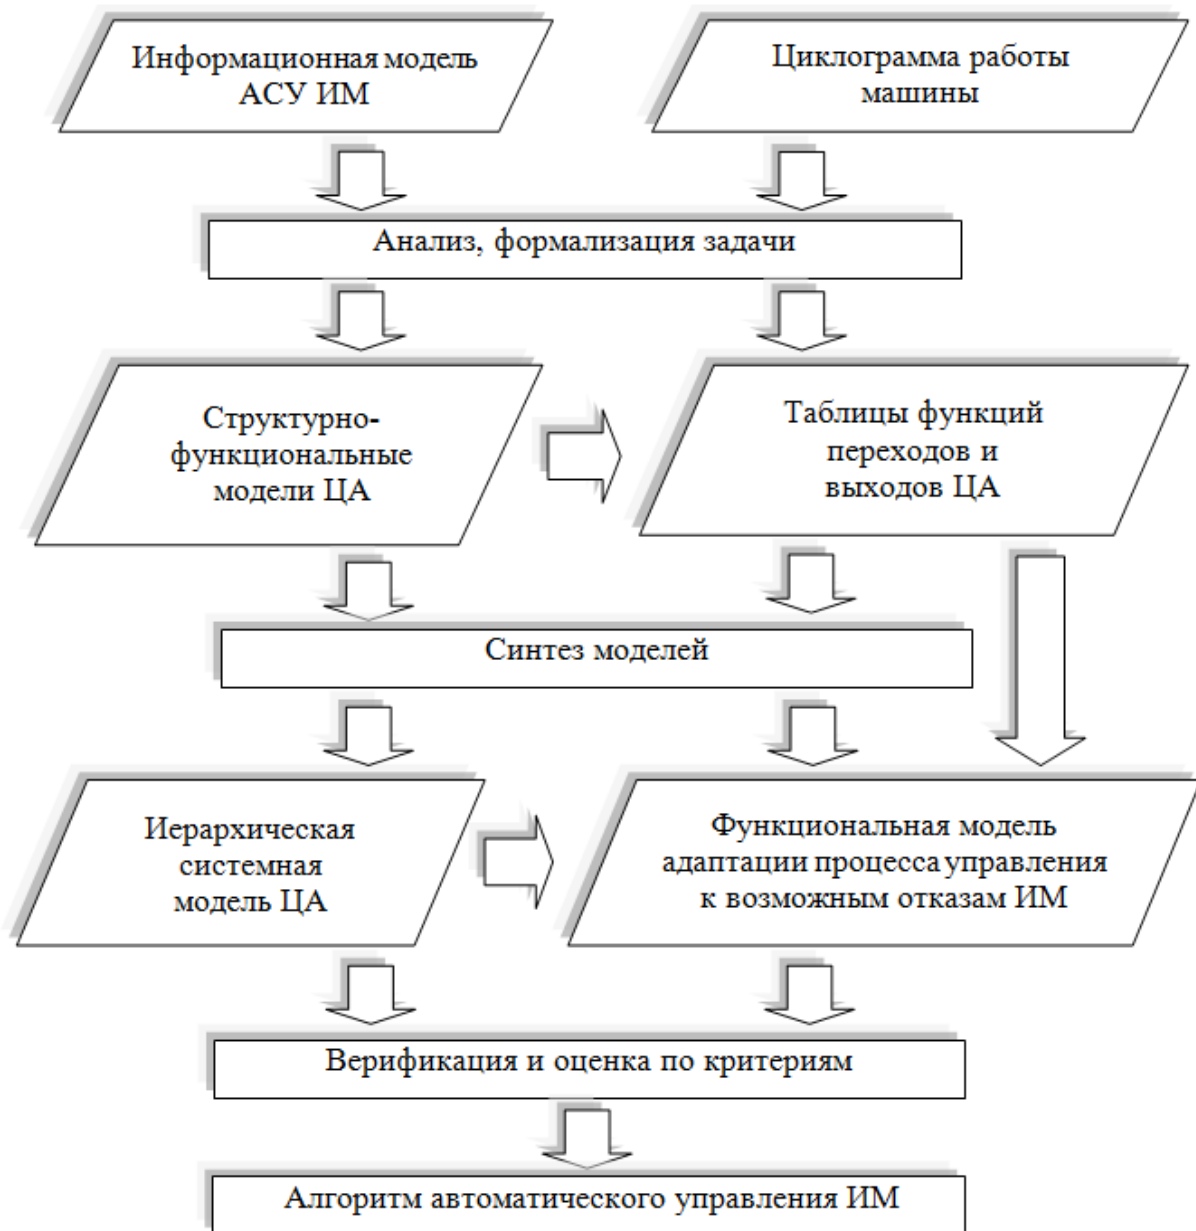 Информационная модель
АСУ ИМ
Циклограмма работы
машины
Анализ, формализация задачи
Структурно-
функциональные
модели ЦА
Таблицы функций
переходов и
выходов ЦА
Синтез моделей
Иерархическая
системная
модель ЦА
Функциональная модель
адаптации процесса управления
к возможным отказам ИМ
Верификация и оценка по критериям
Алгоритм автоматического управления ИМ